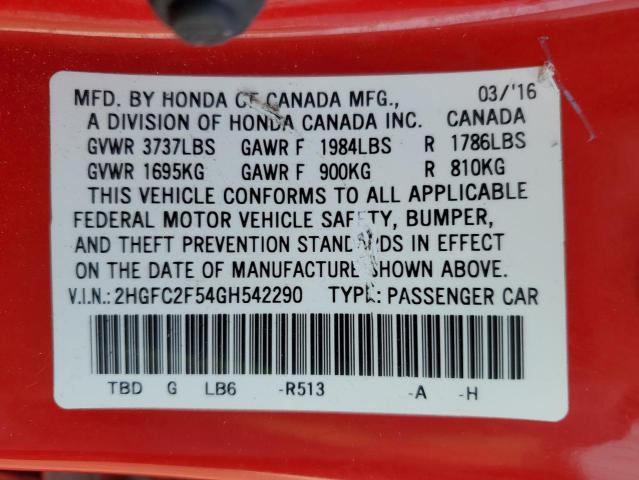 MFD. BY HONDA OF CANADA MFG., 03/'16
A DIVISION OF HONDA CANADA INC. CANADA
GVWR 3737LBS GAWR F 1984LBS R 1786LBS
GVWR 1695KG GAWR F 900KG R 810KG
THIS VEHICLE CONFORMS TO ALL APPLICABLE
FEDERAL MOTOR VEHICLE SAFETY, BUMPER,
AND THEFT PREVENTION STANDARDS IN EFFECT
ON THE DATE OF MANUFACTURE SHOWN ABOVE.
V.I.N.: 2HGFC2F54GH542290 TYPE: PASSENGER CAR
TBD G LB6 -R513 -A -H